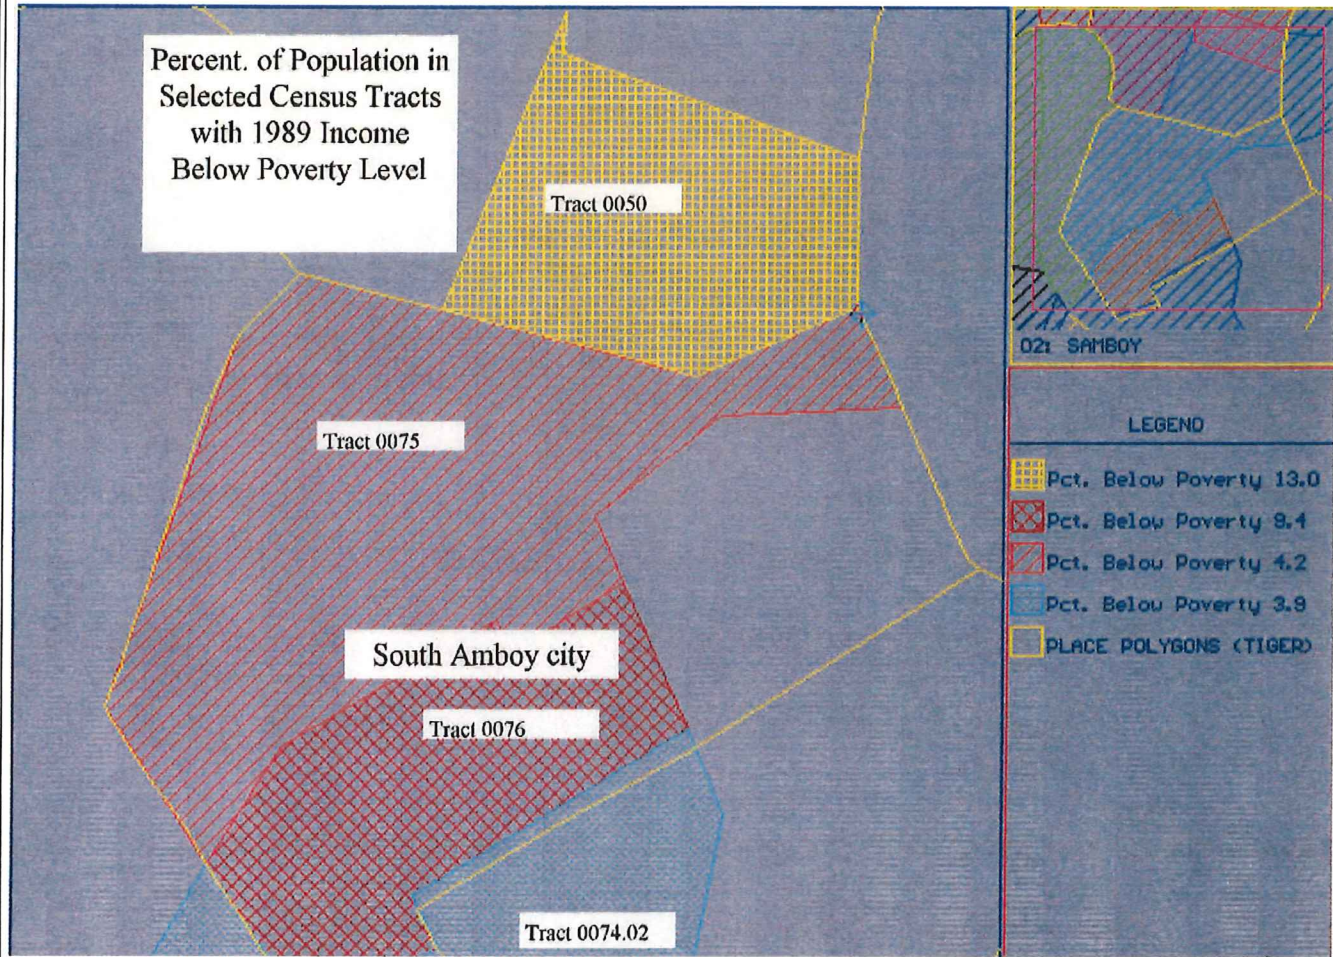 Percent. of Population in
Selected Census Tracts
with 1989 Income
Below Poverty Level
Tract 0050
Tract 0075
South Amboy city
Tract 0076
Tract 0074.02
02: SAMBOY
LEGEND
Pct. Below Poverty 13.0
Pct. Below Poverty 9.4
Pct. Below Poverty 4.2
Pct. Below Poverty 3.9
PLACE POLYGONS (TIGER)